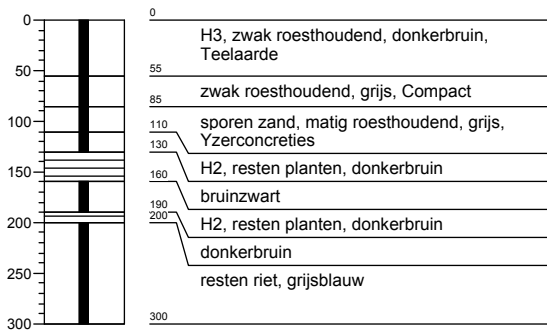 0
50
100
150
200
250
300
0
H3, zwak roesthoudend, donkerbruin,
Teelaarde
55
zwak roesthoudend, grijs, Compact
85
sporen zand, matig roesthoudend, grijs,
Yzerconcreties
110
H2, resten planten, donkerbruin
130
bruinzwart
160
H2, resten planten, donkerbruin
190
donkerbruin
200
resten riet, grijsblauw
300